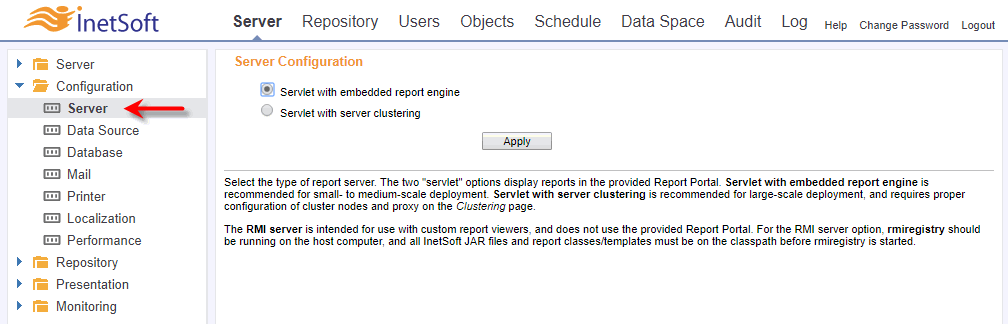 inetSoft
Server Repository Users Objects Schedule Data Space Audit Log Help Change Password Logout
Server
Configuration
Server
Data Source
Database
Mail
Printer
Localization
Performance
Repository
Presentation
Monitoring
Server Configuration
Servlet with embedded report engine
Servlet with server clustering
Apply
Select the type of report server. The two "servlet" options display reports in the provided Report Portal. Servlet with embedded report engine is
recommended for small- to medium-scale deployment. Servlet with server clustering is recommended for large-scale deployment, and requires proper
configuration of cluster nodes and proxy on the Clustering page.
The RMI server is intended for use with custom report viewers, and does not use the provided Report Portal. For the RMI server option, rmiregistry should
be running on the host computer, and all InetSoft JAR files and report classes/templates must be on the classpath before rmiregistry is started.